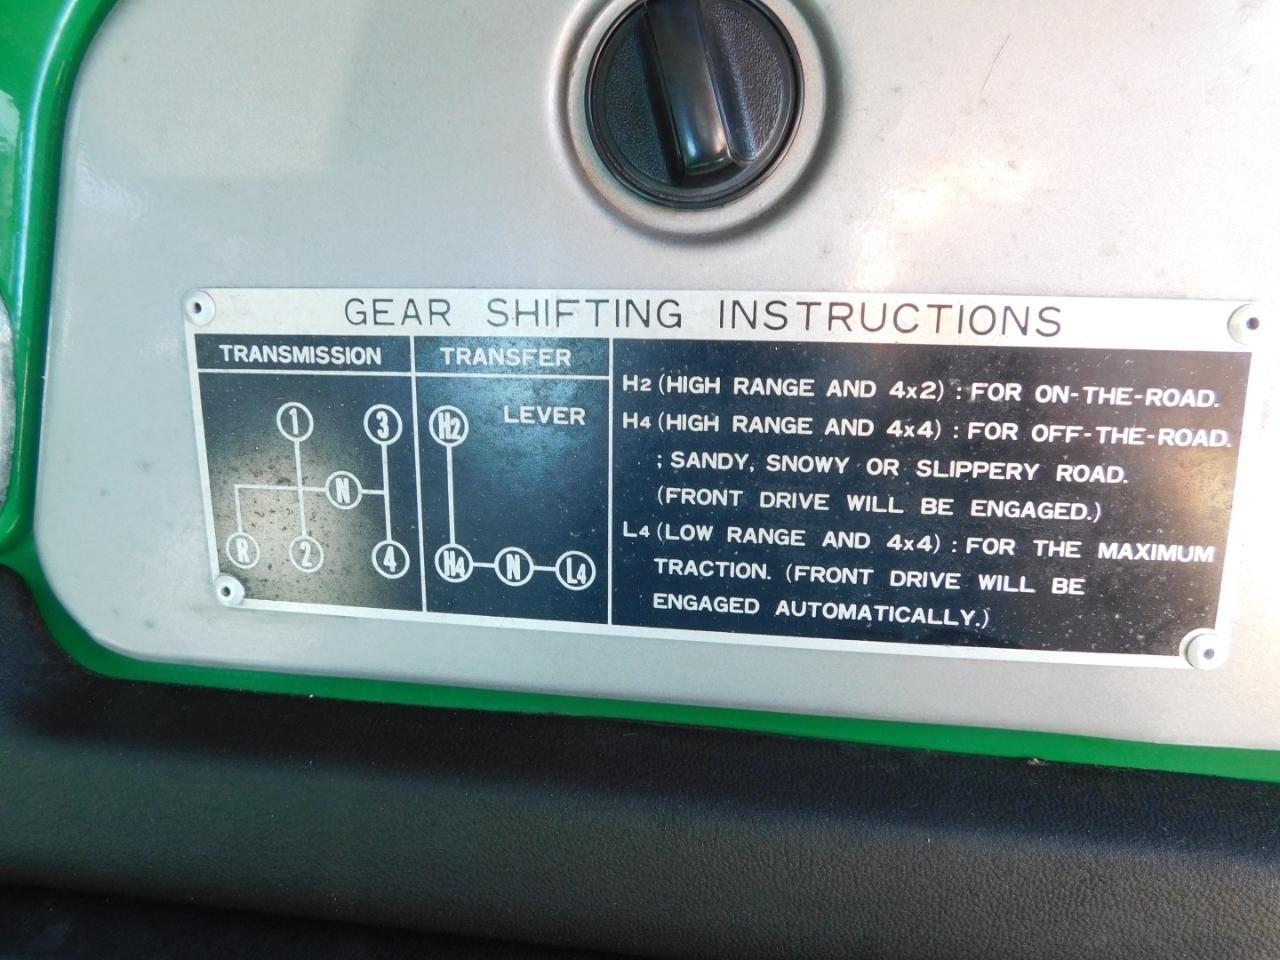 GEAR SHIFTING INSTRUCTIONS
TRANSMISSION
1 3
N
R 2 4
TRANSFER
H2 LEVER
H4 N L4
H2 (HIGH RANGE AND 4x2) : FOR ON-THE-ROAD.
H4 (HIGH RANGE AND 4x4) : FOR OFF-THE-ROAD.
; SANDY, SNOWY OR SLIPPERY ROAD.
(FRONT DRIVE WILL BE ENGAGED.)
L4 (LOW RANGE AND 4x4) : FOR THE MAXIMUM
TRACTION. (FRONT DRIVE WILL BE
ENGAGED AUTOMATICALLY.)